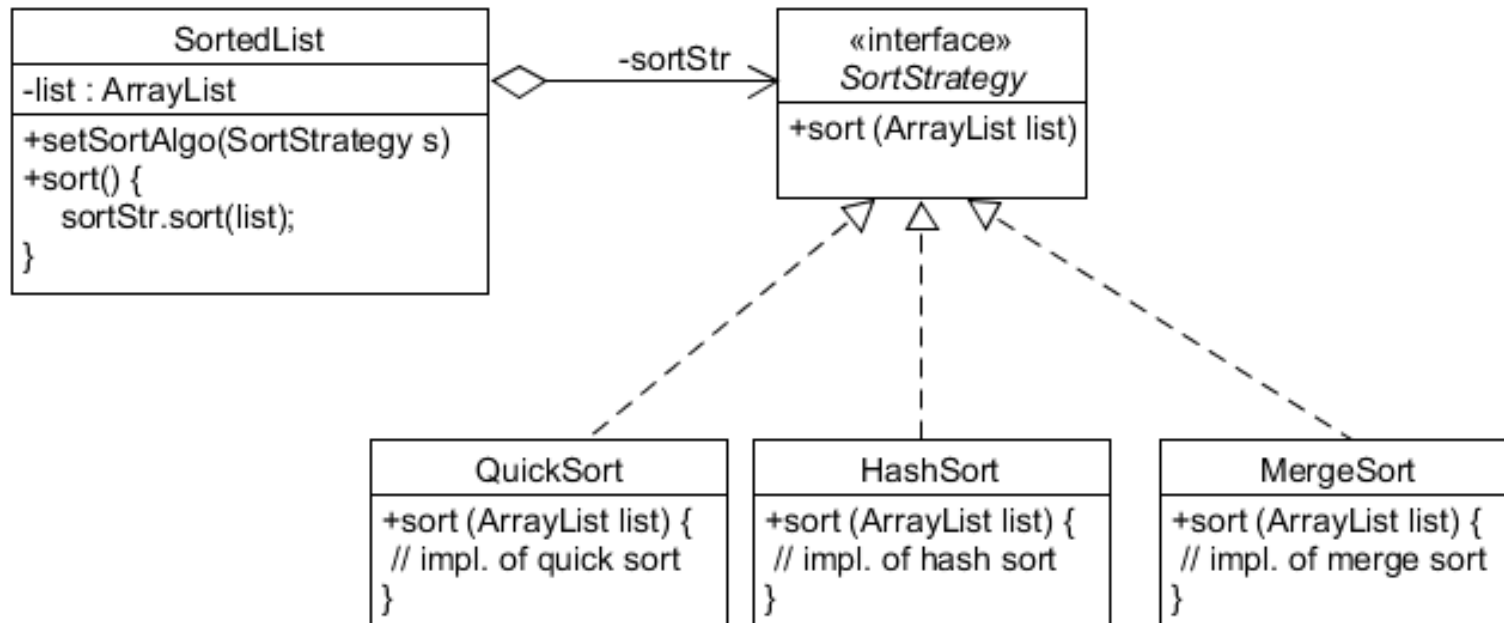 SortedList
-list : ArrayList
+setSortAlgo(SortStrategy s)
+sort() {
sortStr.sort(list);
}
-sortStr
«interface»
SortStrategy
+sort (ArrayList list)
QuickSort
+sort (ArrayList list) {
// impl. of quick sort
}
HashSort
+sort (ArrayList list) {
// impl. of hash sort
}
MergeSort
+sort (ArrayList list) {
// impl. of merge sort
}